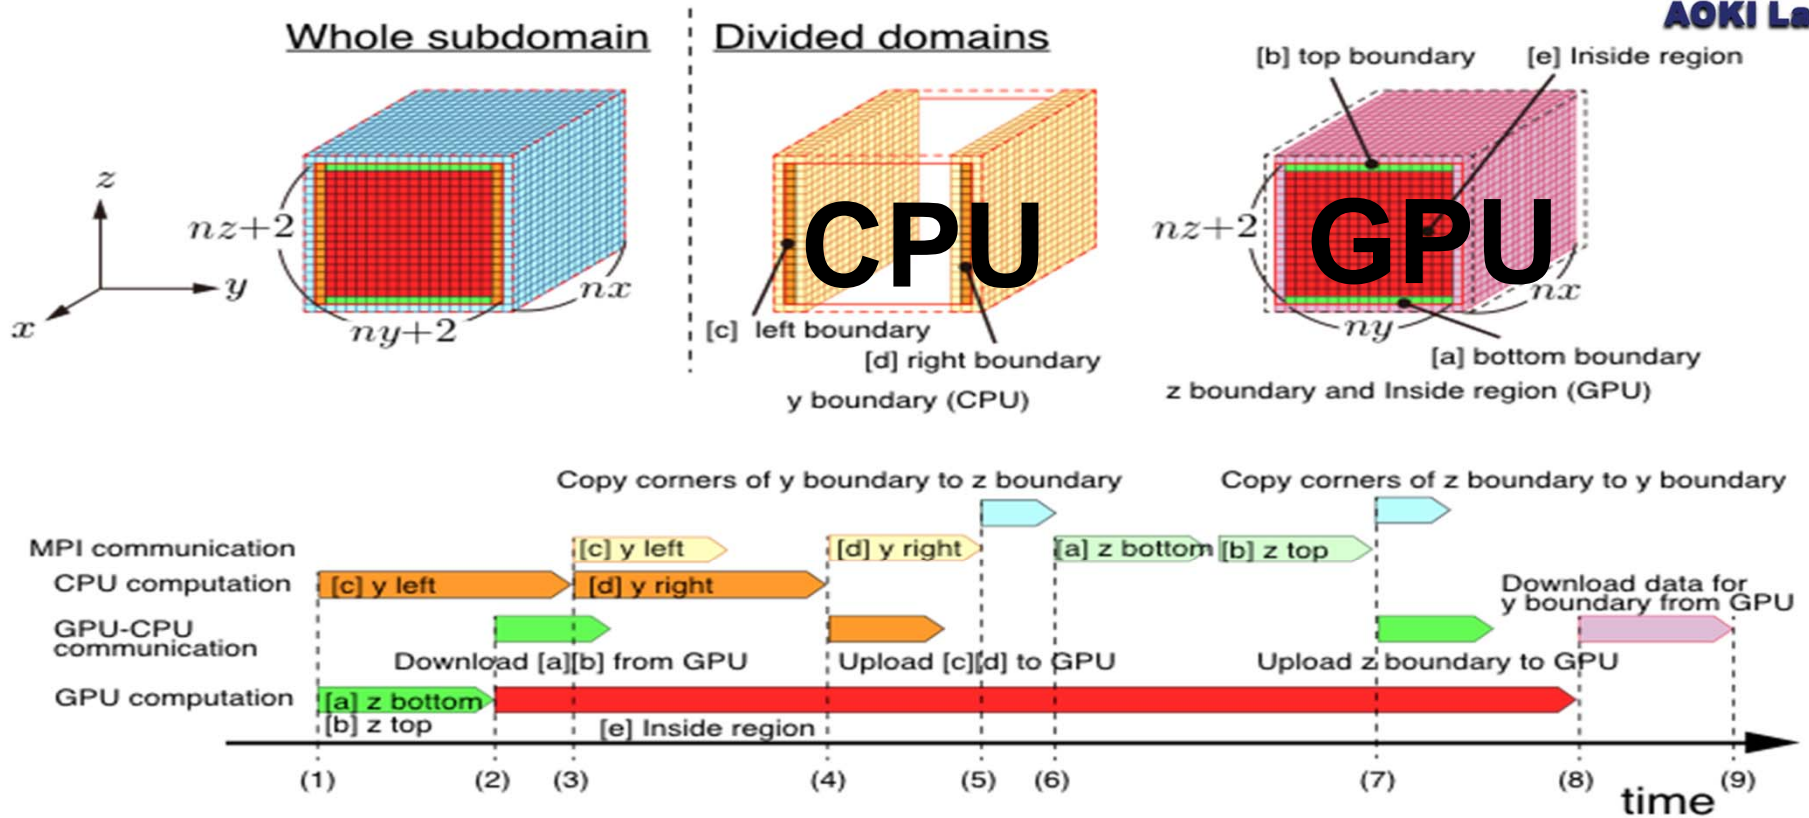 AOKI La
Whole subdomain
Divided domains
[b] top boundary
[e] Inside region
z
y
x
nz+2
ny+2
nx
CPU
[c] left boundary
[d] right boundary
y boundary (CPU)
nz+2
GPU
nx
ny
[a] bottom boundary
z boundary and Inside region (GPU)
Copy corners of y boundary to z boundary
Copy corners of z boundary to y boundary
MPI communication
[c] y left
[d] y right
[a] z bottom
[b] z top
CPU computation
[c] y left
[d] y right
Download data for
y boundary from GPU
GPU-CPU
communication
Download [a][b] from GPU
Upload [c][d] to GPU
Upload z boundary to GPU
GPU computation
[a] z bottom
[b] z top
[e] Inside region
(1)
(2)
(3)
(4)
(5)
(6)
(7)
(8)
(9)
time